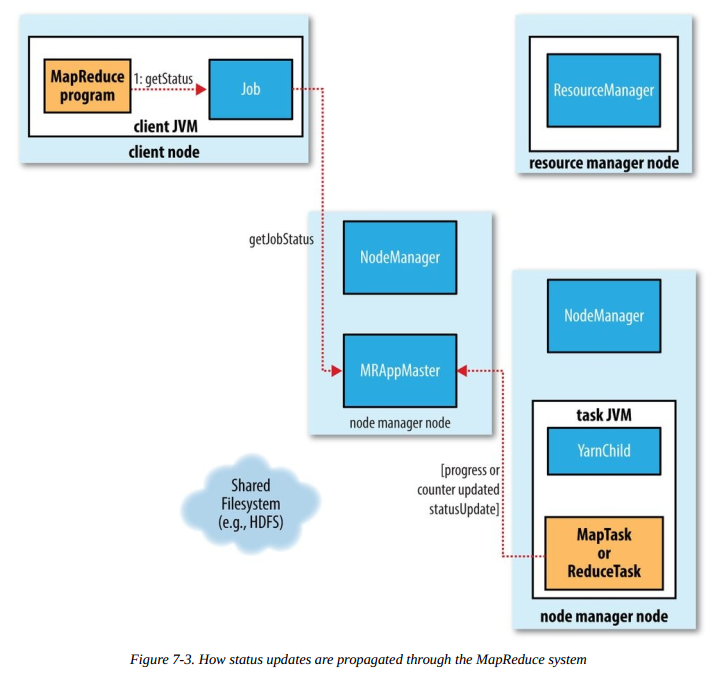 MapReduce
program
1: getStatus
Job
client JVM
client node
ResourceManager
resource manager node
getJobStatus
NodeManager
MRAppMaster
node manager node
NodeManager
task JVM
YarnChild
MapTask
or
ReduceTask
node manager node
[progress or
counter updated
statusUpdate]
Shared
Filesystem
(e.g., HDFS)
Figure 7-3. How status updates are propagated through the MapReduce system